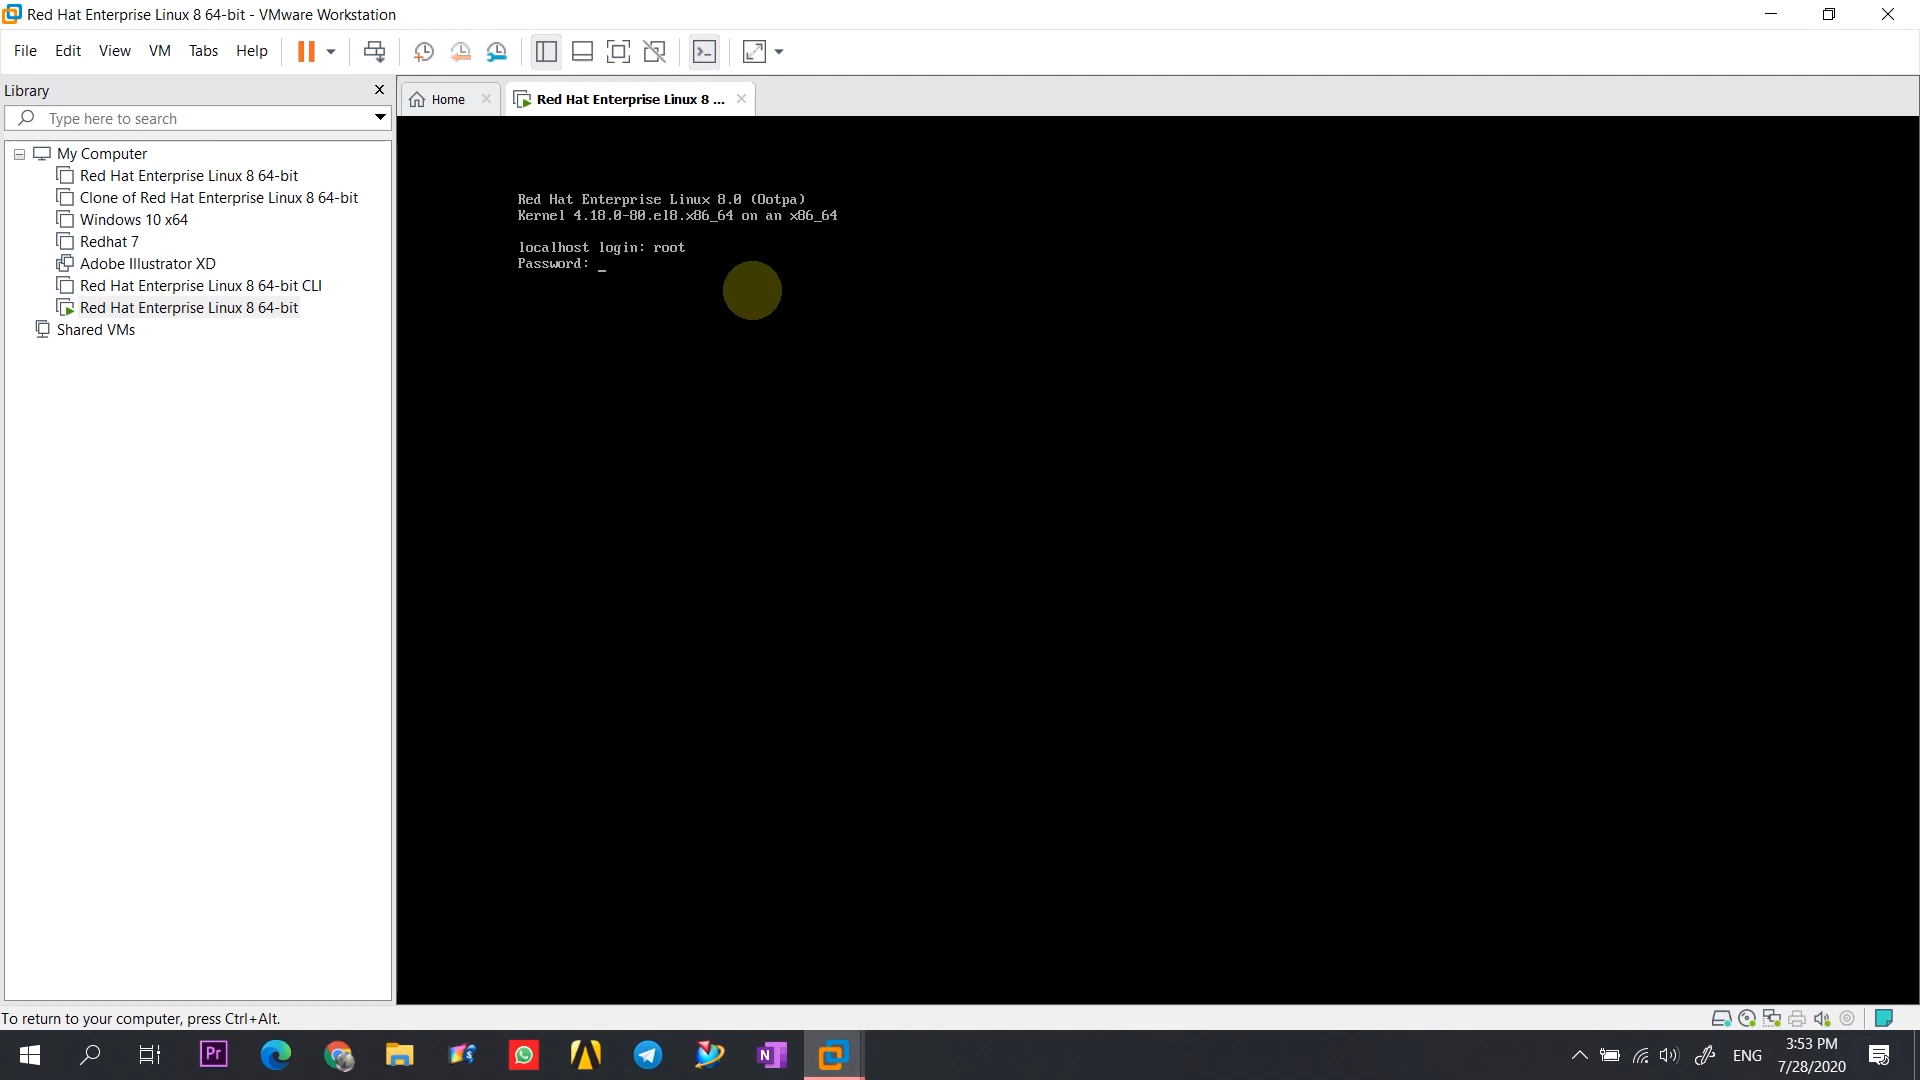 Red Hat Enterprise Linux 8 64-bit - VMware Workstation
File Edit View VM Tabs Help
Library
Type here to search
My Computer
Red Hat Enterprise Linux 8 64-bit
Clone of Red Hat Enterprise Linux 8 64-bit
Windows 10 x64
Redhat 7
Adobe Illustrator XD
Red Hat Enterprise Linux 8 64-bit CLI
Red Hat Enterprise Linux 8 64-bit
Shared VMs
Home
Red Hat Enterprise Linux 8 ...
Red Hat Enterprise Linux 8.0 (Ootpa)
Kernel 4.18.0-80.el8.x86_64 on an x86_64
localhost login: root
Password: _
To return to your computer, press Ctrl+Alt.
Pr
S
N
ENG
3:53 PM
7/28/2020